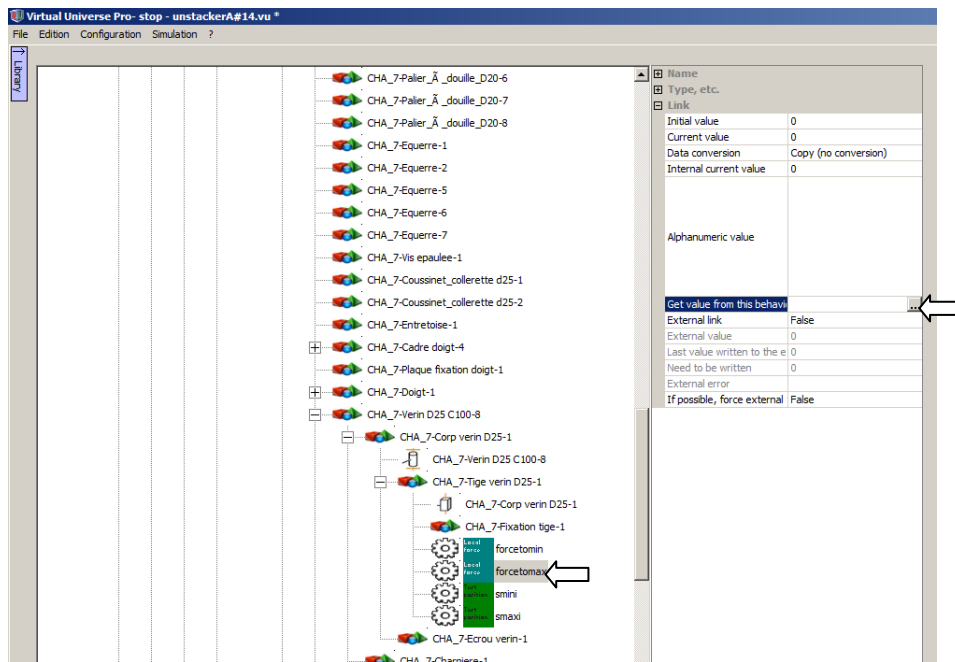 Virtual Universe Pro- stop - unstackerA#14.vu *
File Edition Configuration Simulation ?
Library
CHA_7-Palier_Ã _douille_D20-6
CHA_7-Palier_Ã _douille_D20-7
CHA_7-Palier_Ã _douille_D20-8
CHA_7-Equerre-1
CHA_7-Equerre-2
CHA_7-Equerre-5
CHA_7-Equerre-6
CHA_7-Equerre-7
CHA_7-Vis epaulee-1
CHA_7-Coussinet_collerette d25-1
CHA_7-Coussinet_collerette d25-2
CHA_7-Entretoise-1
CHA_7-Cadre doigt-4
CHA_7-Plaque fixation doigt-1
CHA_7-Doigt-1
CHA_7-Verin D25 C100-8
CHA_7-Corp verin D25-1
CHA_7-Verin D25 C100-8
CHA_7-Tige verin D25-1
CHA_7-Corp verin D25-1
CHA_7-Fixation tige-1
Local force forcetomin
Local force forcetomax
Test position smini
Test position smaxi
CHA_7-Ecrou verin-1
CHA_7-Charniere-1
Name
Type, etc.
Link
Initial value 0
Current value 0
Data conversion Copy (no conversion)
Internal current value 0
Alphanumeric value
Get value from this behavi ...
External link False
External value 0
Last value written to the e 0
Need to be written 0
External error
If possible, force external False